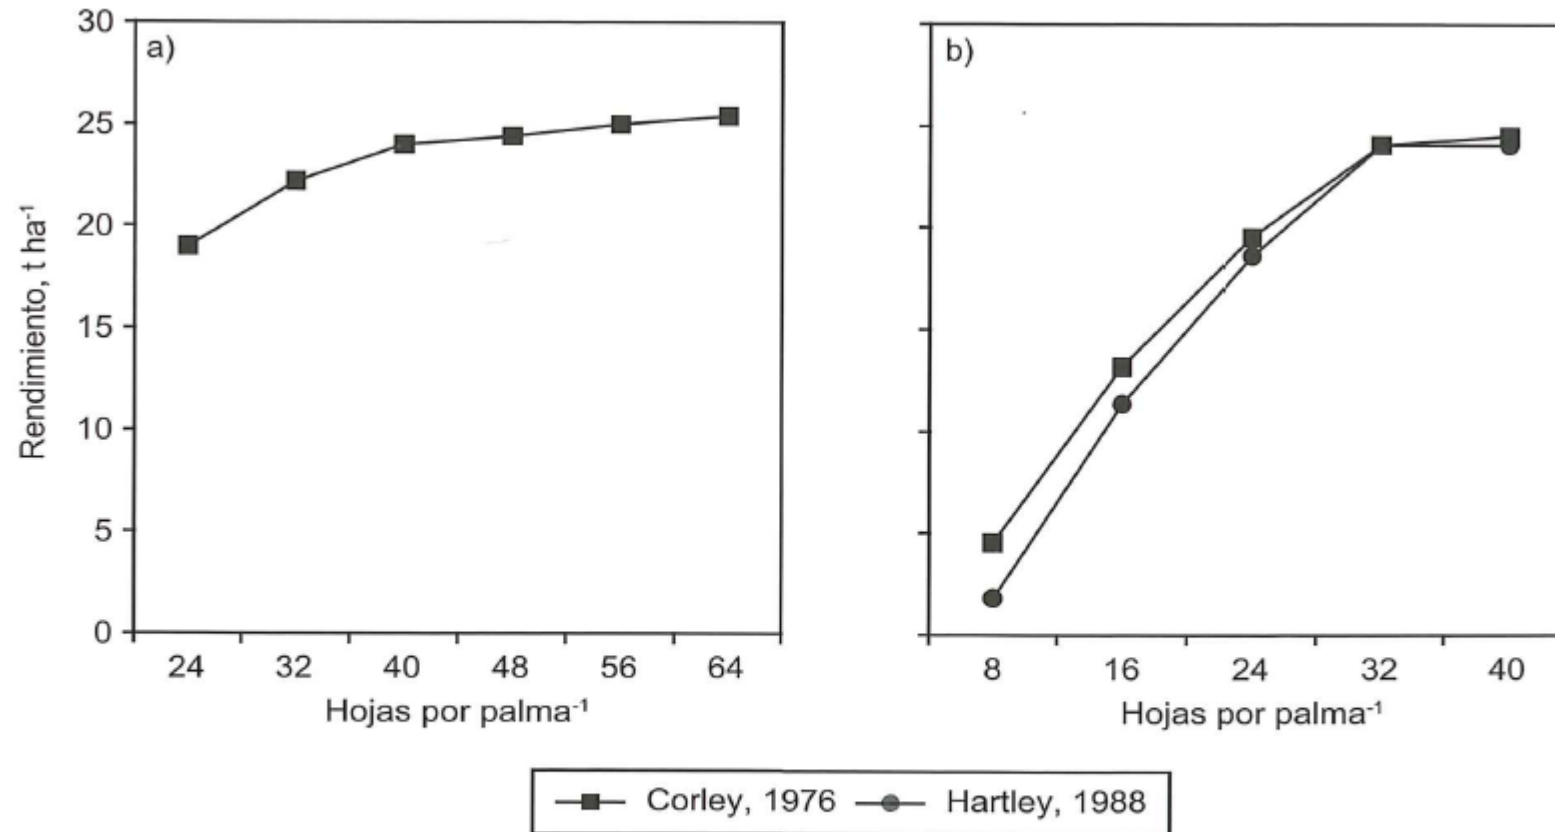 a)
30
25
20
15
10
5
0
Rendimiento, t ha⁻¹
24 32 40 48 56 64
Hojas por palma⁻¹
b)
8 16 24 32 40
Hojas por palma⁻¹
Corley, 1976 Hartley, 1988